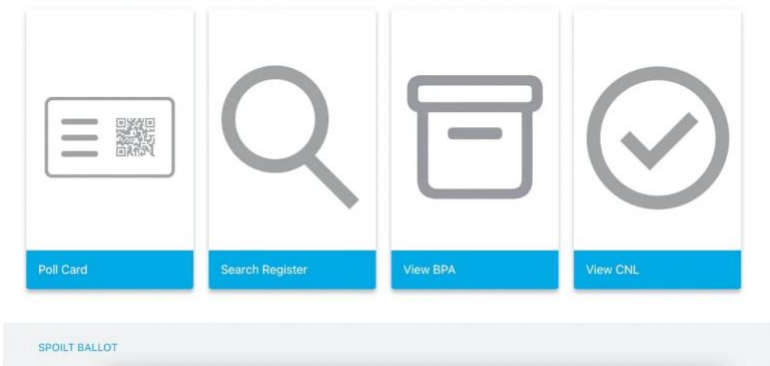 Poll Card
Search Register
View BPA
View CNL
SPOILT BALLOT